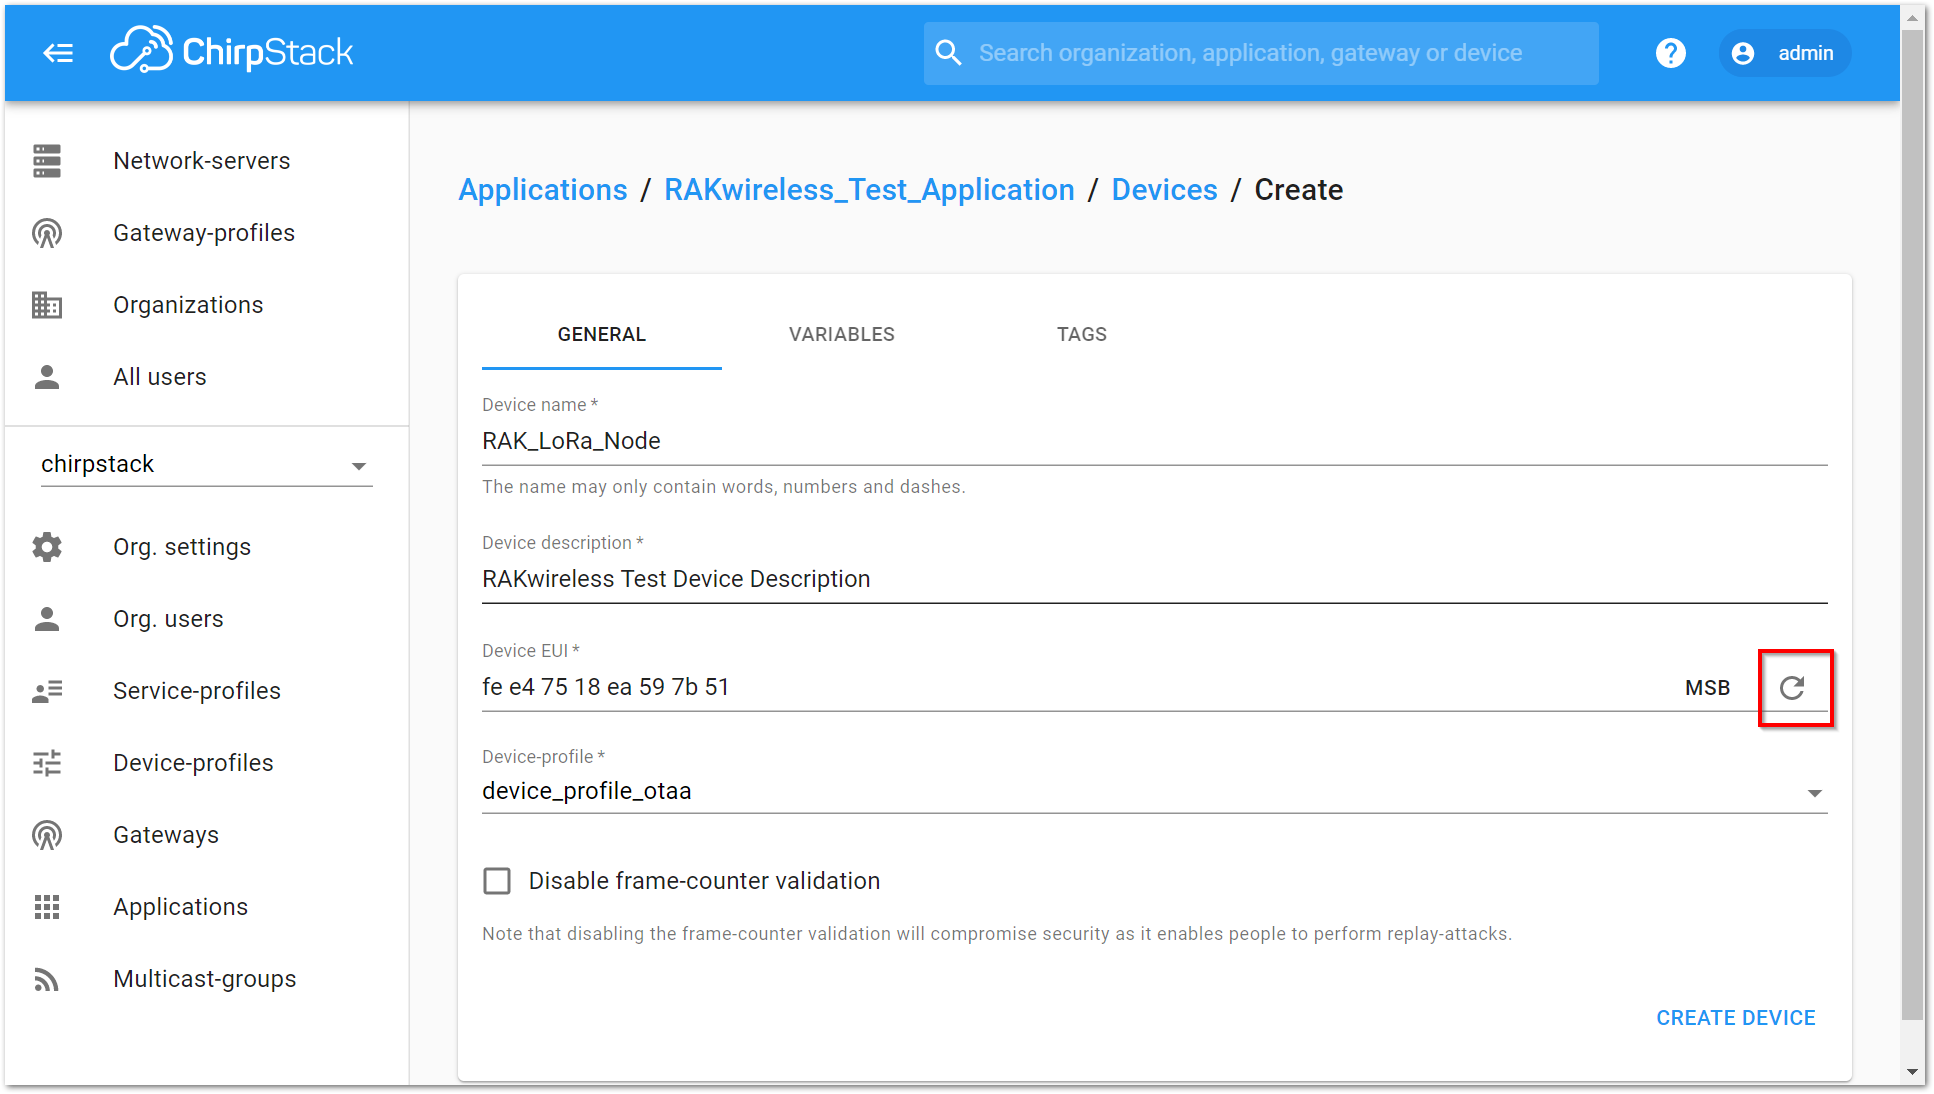 ChirpStack
Search organization, application, gateway or device
?
admin
Network-servers
Gateway-profiles
Organizations
All users
chirpstack
Org. settings
Org. users
Service-profiles
Device-profiles
Gateways
Applications
Multicast-groups
Applications / RAKwireless_Test_Application / Devices / Create
GENERAL VARIABLES TAGS
Device name *
RAK_LoRa_Node
The name may only contain words, numbers and dashes.
Device description *
RAKwireless Test Device Description
Device EUI *
fe e4 75 18 ea 59 7b 51 MSB
Device-profile *
device_profile_otaa
Disable frame-counter validation
Note that disabling the frame-counter validation will compromise security as it enables people to perform replay-attacks.
CREATE DEVICE